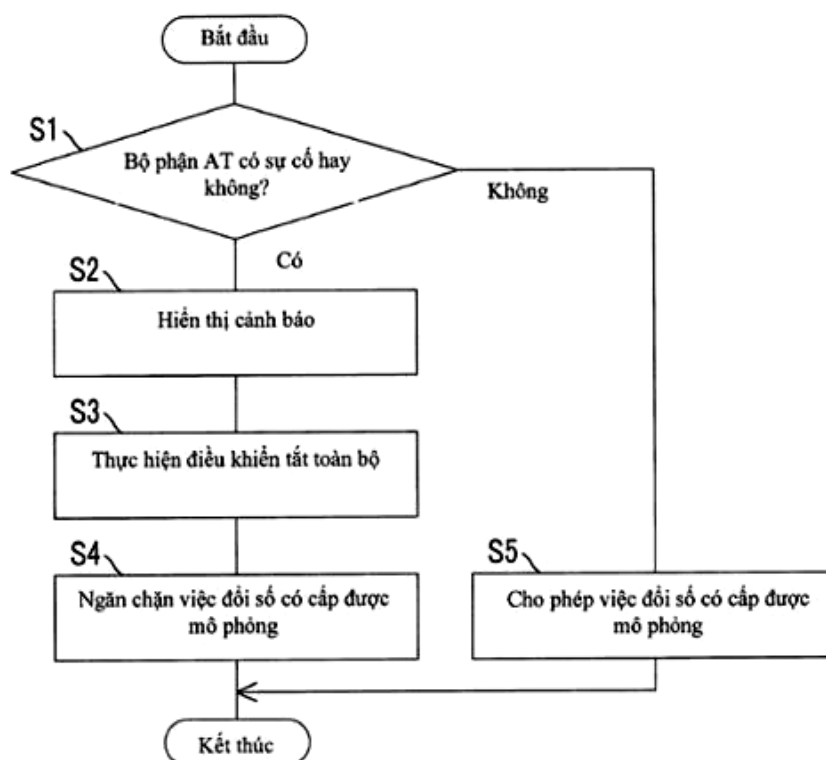 Bắt đầu
S1
Bộ phận AT có sự cố hay
không?
Không
Có
S2
Hiển thị cảnh báo
S3
Thực hiện điều khiển tắt toàn bộ
S4
Ngăn chặn việc đổi số có cấp được
mô phỏng
S5
Cho phép việc đổi số có cấp được
mô phỏng
Kết thúc